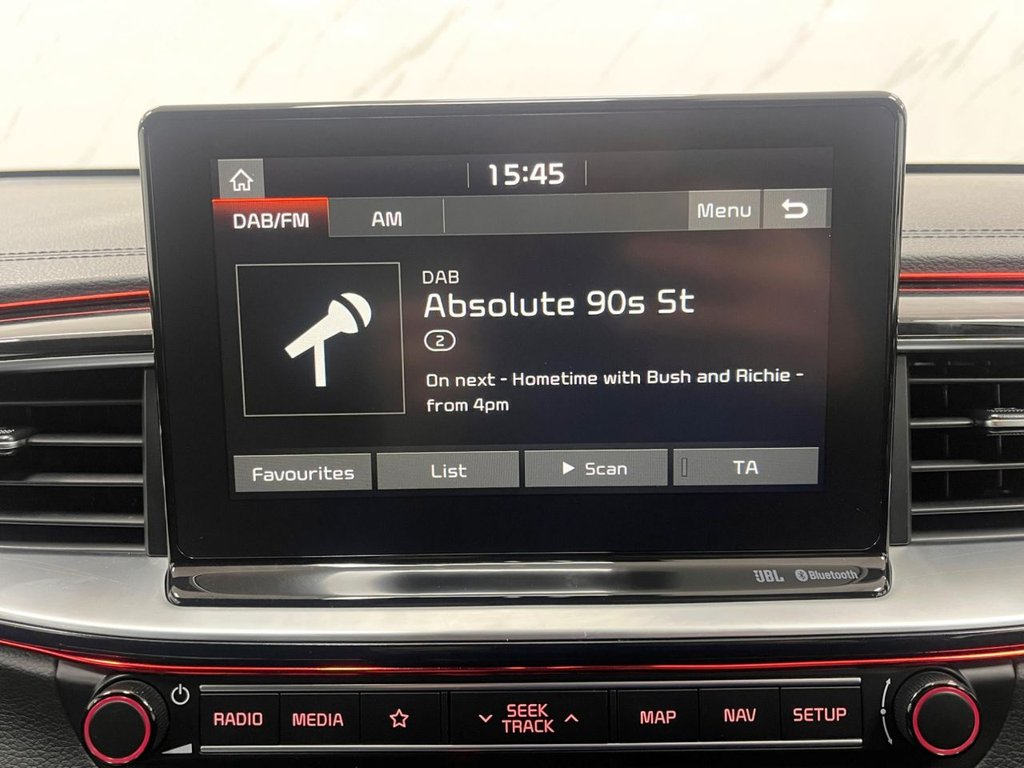 15:45
DAB/FM AM Menu
DAB
Absolute 90s St
2
On next - Hometime with Bush and Richie -
from 4pm
Favourites List Scan TA
JBL Bluetooth
RADIO MEDIA SEEK MAP NAV SETUP
TRACK